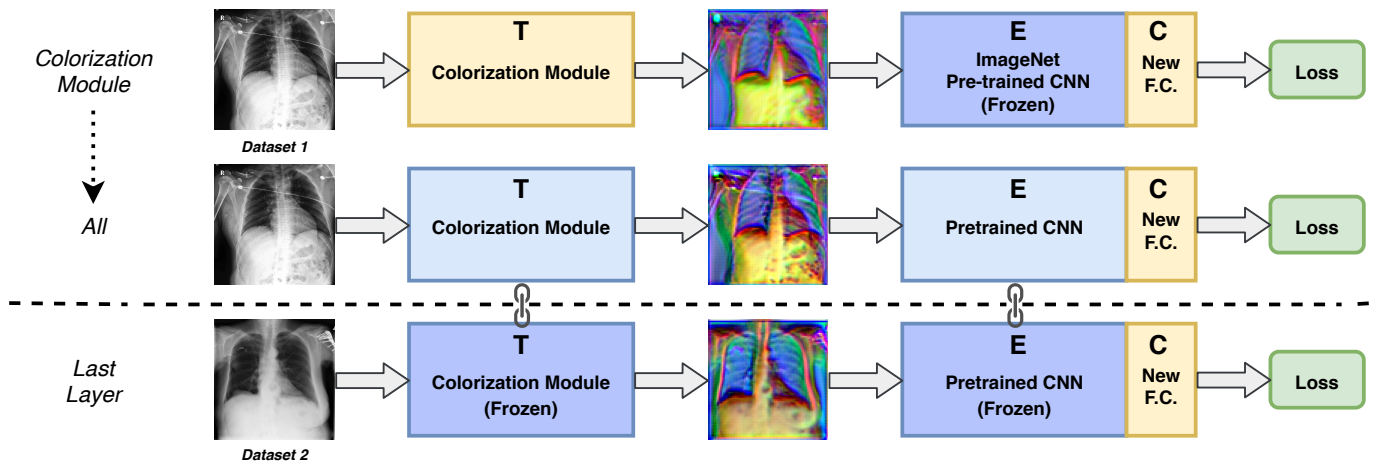 Colorization
Module
T
Colorization Module
E
ImageNet
Pre-trained CNN
(Frozen)
C
New
F.C.
Loss
Dataset 1
All
T
Colorization Module
E
Pretrained CNN
C
New
F.C.
Loss
Last
Layer
T
Colorization Module
(Frozen)
E
Pretrained CNN
(Frozen)
C
New
F.C.
Loss
Dataset 2